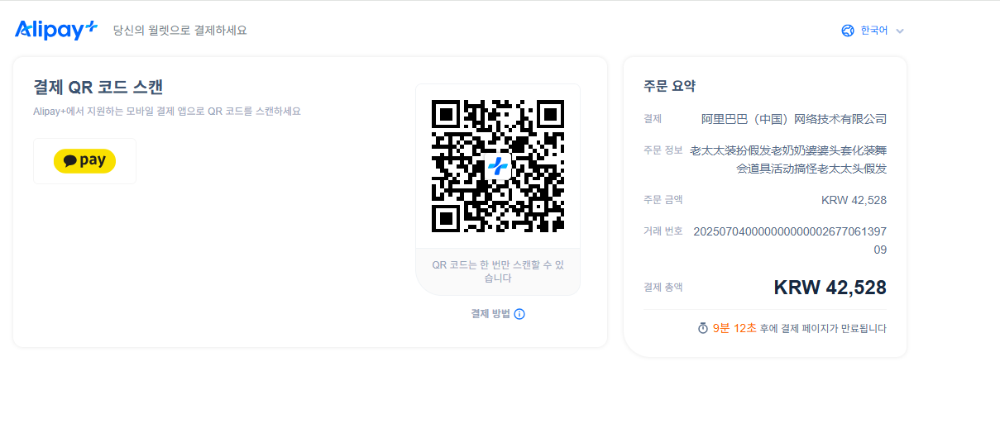 Alipay+ 당신의 월렛으로 결제하세요
한국어
결제 QR 코드 스캔
Alipay+에서 지원하는 모바일 결제 앱으로 QR 코드를 스캔하세요
pay
QR 코드는 한 번만 스캔할 수 있
습니다
결제 방법
주문 요약
결제 阿里巴巴（中国）网络技术有限公司
주문 정보 老太太装扮假发老奶奶婆婆头套化装舞
会道具活动搞怪老太太头假发
주문 금액 KRW 42,528
거래 번호 20250704000000000002677061397
09
결제 총액 KRW 42,528
9분 12초 후에 결제 페이지가 만료됩니다